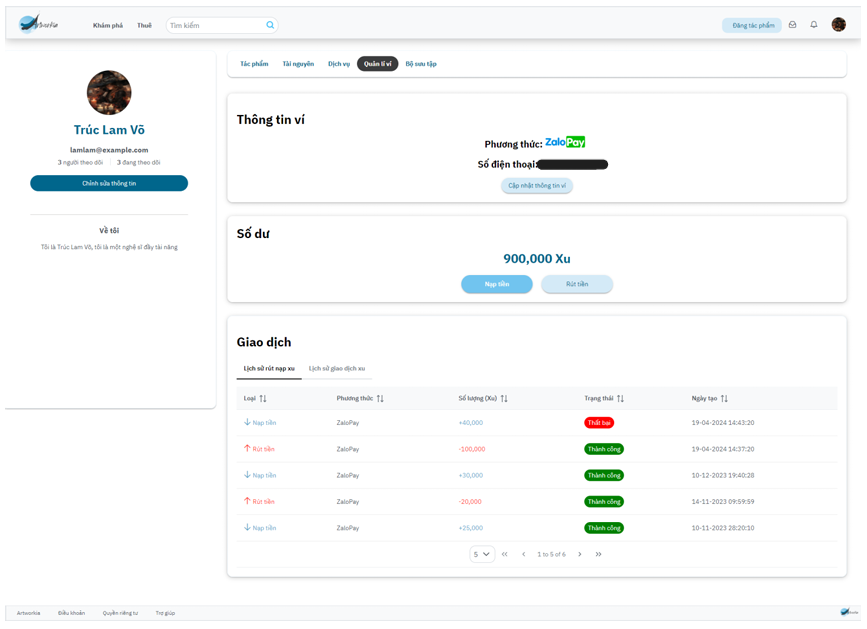 Artworkia Khám phá Thuê Tìm kiếm Đăng tác phẩm
Trúc Lam Võ
lamlam@example.com
3 người theo dõi 3 đang theo dõi
Chỉnh sửa thông tin
Về tôi
Tôi là Trúc Lam Võ, tôi là một nghệ sĩ đầy tài năng
Tác phẩm Tài nguyên Dịch vụ Quản lí ví Bộ sưu tập
Thông tin ví
Phương thức: ZaloPay
Số điện thoại:
Cập nhật thông tin ví
Số dư
900,000 Xu
Nạp tiền Rút tiền
Giao dịch
Lịch sử rút nạp xu Lịch sử giao dịch xu
Loại Phương thức Số lượng (Xu) Trạng thái Ngày tạo
Nạp tiền ZaloPay +40,000 Thất bại 19-04-2024 14:43:20
Rút tiền ZaloPay -100,000 Thành công 19-04-2024 14:37:20
Nạp tiền ZaloPay +30,000 Thành công 10-12-2023 19:40:28
Rút tiền ZaloPay -20,000 Thành công 14-11-2023 09:59:59
Nạp tiền ZaloPay +25,000 Thành công 10-11-2023 28:20:10
5 1 to 5 of 6
Artworkia Điều khoản Quyền riêng tư Trợ giúp